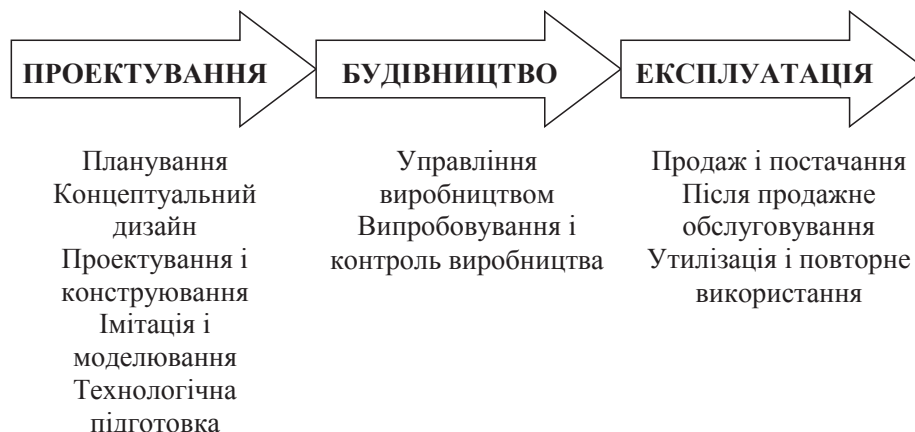 ПРОЕКТУВАННЯ
БУДІВНИЦТВО
ЕКСПЛУАТАЦІЯ
Планування
Концептуальний
дизайн
Проектування і
конструювання
Імітація і
моделювання
Технологічна
підготовка
Управління
виробництвом
Випробовування і
контроль виробництва
Продаж і постачання
Після продажне
обслуговування
Утилізація і повторне
використання